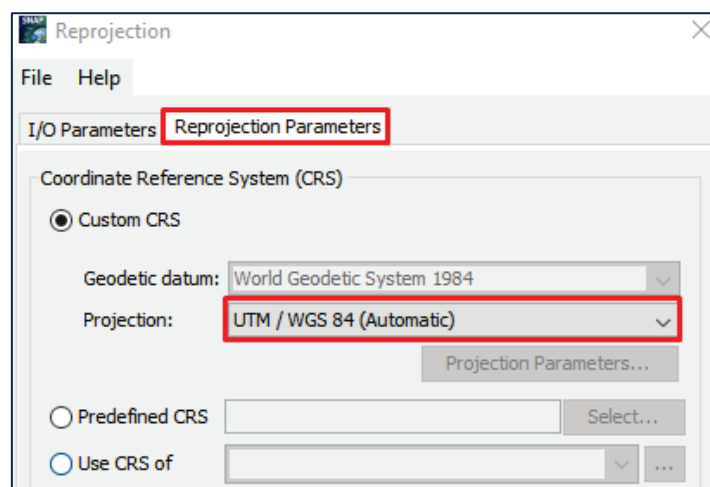 SNAP
Reprojection
File Help
I/O Parameters Reprojection Parameters
Coordinate Reference System (CRS)
Custom CRS
Geodetic datum: World Geodetic System 1984
Projection: UTM / WGS 84 (Automatic)
Projection Parameters...
Predefined CRS Select...
Use CRS of ...